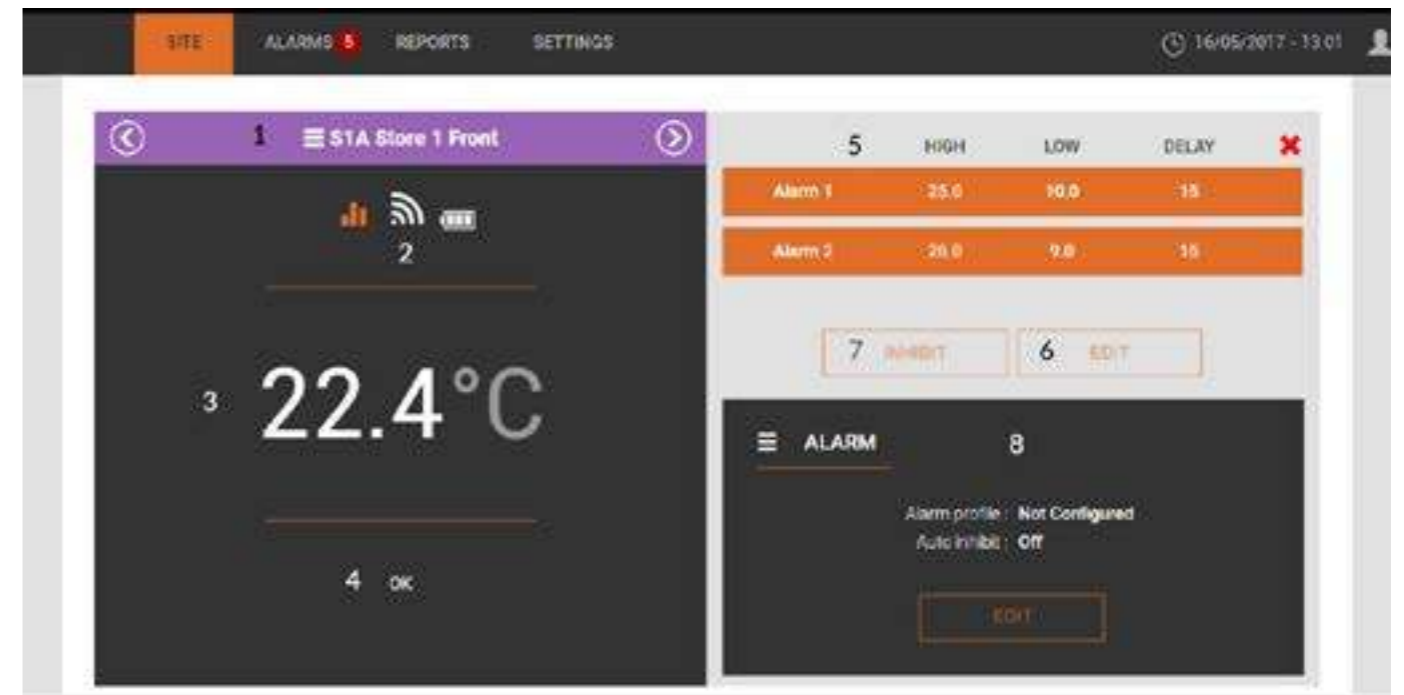 SITE ALARMS 5 REPORTS SETTINGS 16/05/2017 - 13:01
1 S1A Store 1 Front
2
3 22.4°C
4 OK
5 HIGH LOW DELAY
Alarm 1 25.0 10.0 15
Alarm 2 9.0 15
7 INHIBIT 6 EDIT
ALARM 8
Alarm profile : Not Configured
Auto inhibit : Off
EDIT